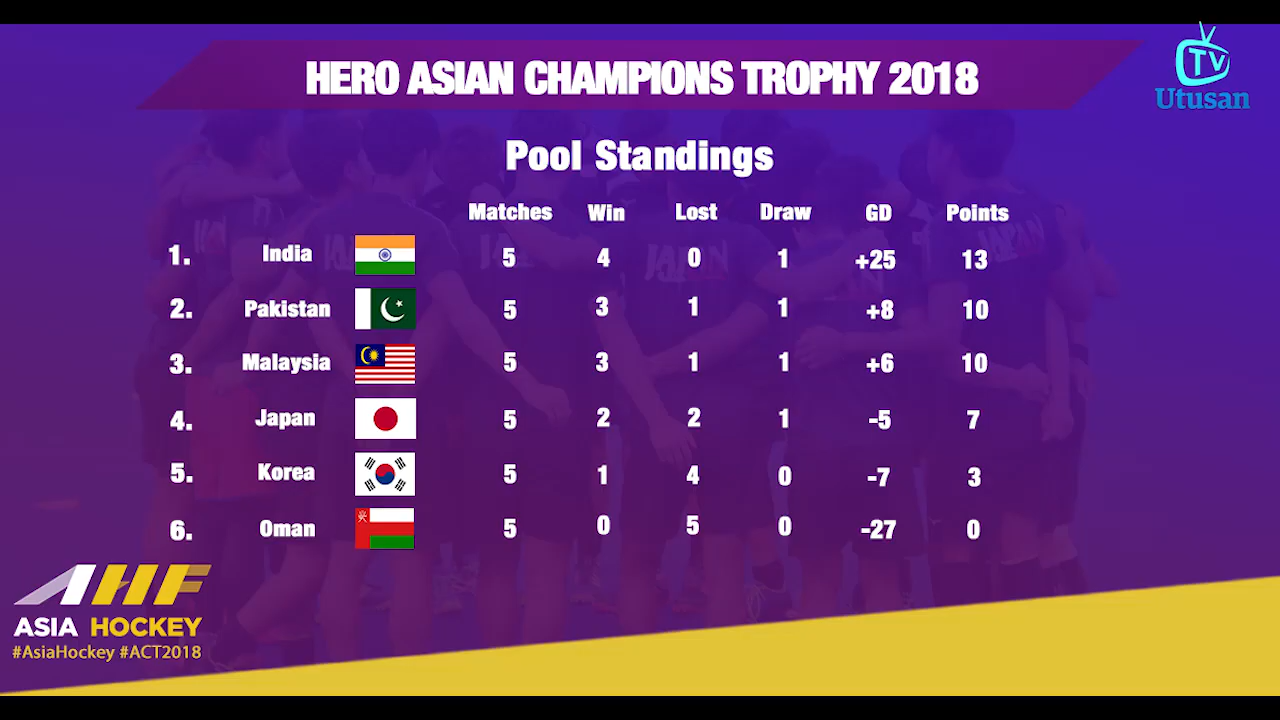 HERO ASIAN CHAMPIONS TROPHY 2018
TV
Utusan
Pool Standings
Matches Win Lost Draw GD Points
1. India 5 4 0 1 +25 13
2. Pakistan 5 3 1 1 +8 10
3. Malaysia 5 3 1 1 +6 10
4. Japan 5 2 2 1 -5 7
5. Korea 5 1 4 0 -7 3
6. Oman 5 0 5 0 -27 0
AHF
ASIA HOCKEY
#AsiaHockey #ACT2018
JAPAN
JAPAN